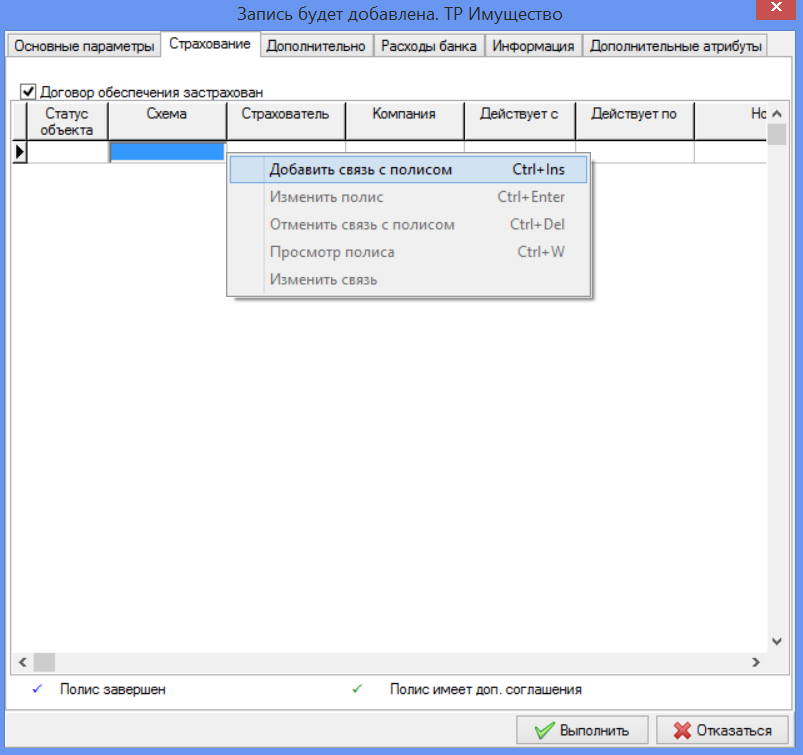 Запись будет добавлена. ТР Имущество
Основные параметры Страхование Дополнительно Расходы банка Информация Дополнительные атрибуты
Договор обеспечения застрахован
Статус объекта Схема Страхователь Компания Действует с Действует по Но
Добавить связь с полисом Ctrl+Ins
Изменить полис Ctrl+Enter
Отменить связь с полисом Ctrl+Del
Просмотр полиса Ctrl+W
Изменить связь
Полис завершен Полис имеет доп. соглашения
Выполнить Отказаться